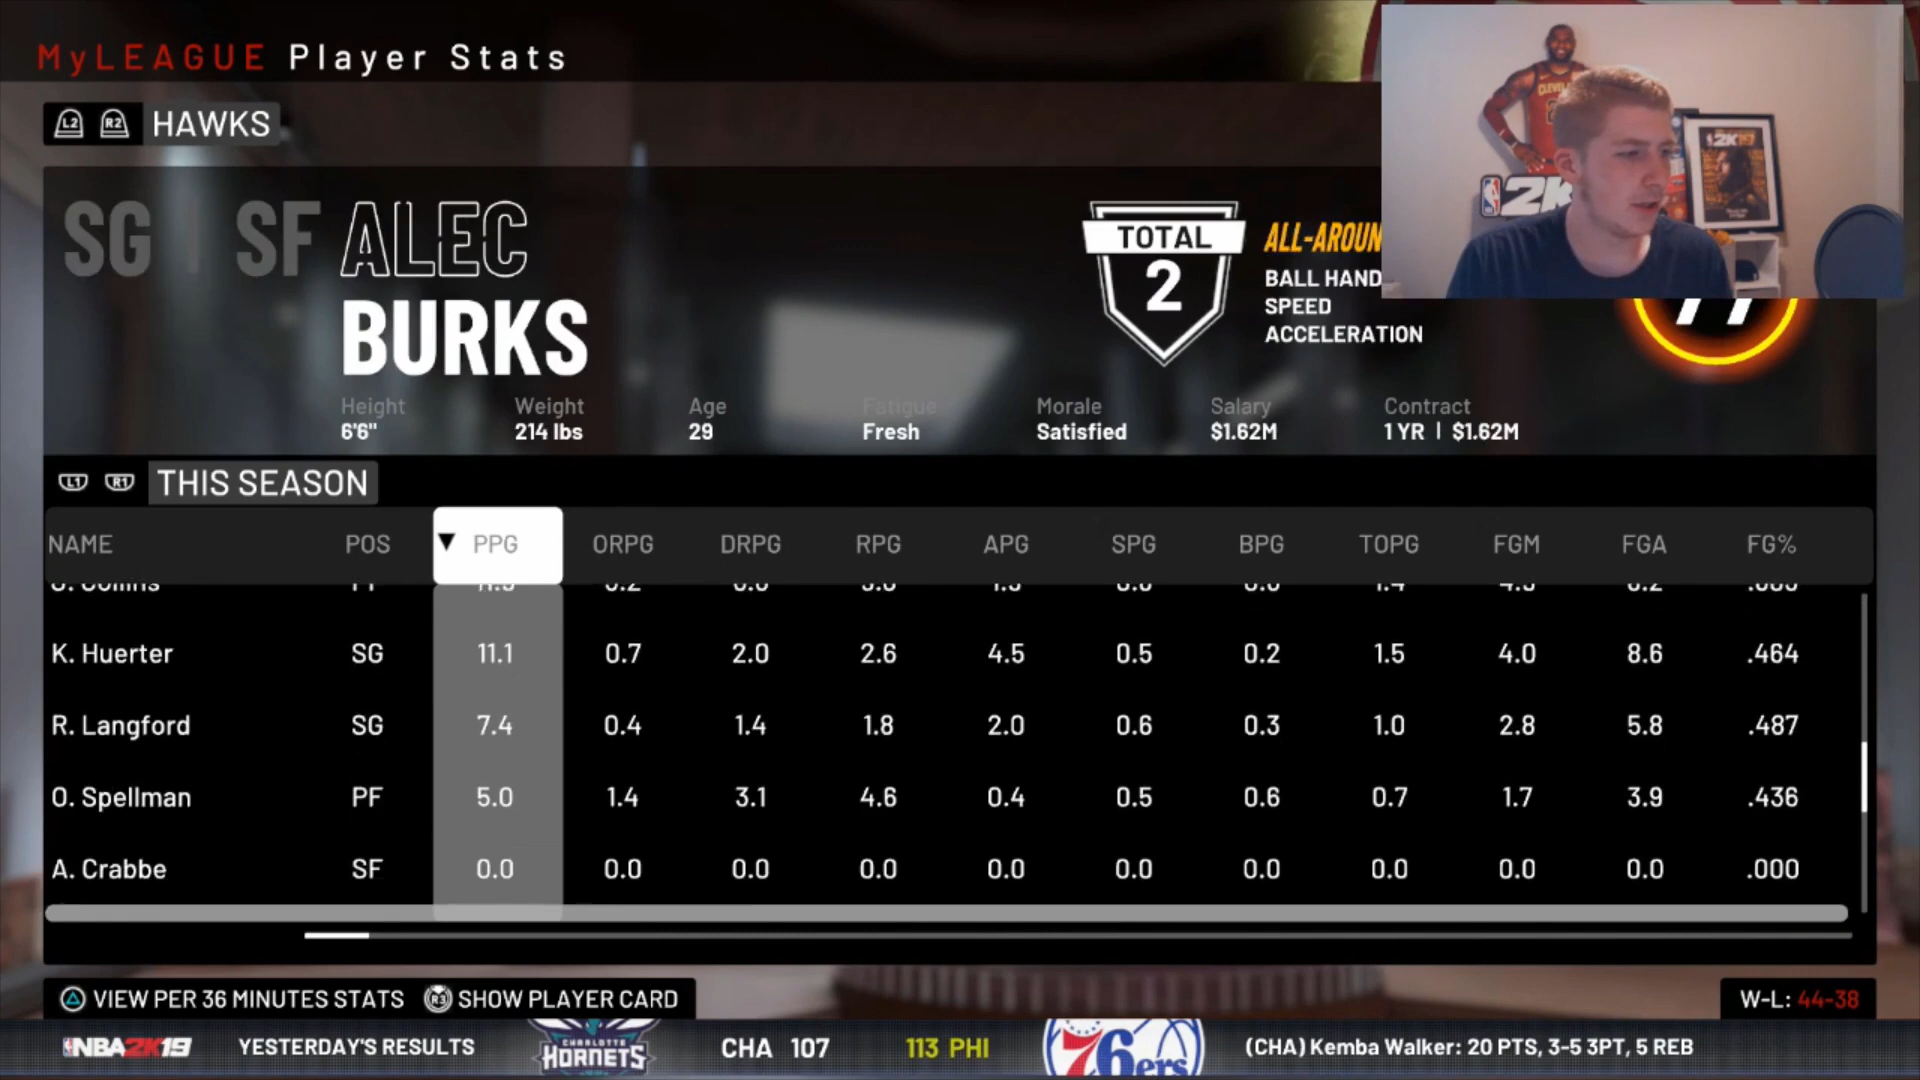 MyLEAGUE Player Stats
L2 R2 HAWKS
SG SF ALEC
BURKS
TOTAL
2
BALL HAND
SPEED
ACCELERATION
Height Weight Age Fatigue Morale Salary Contract
6'6" 214 lbs 29 Fresh Satisfied $1.62M 1 YR | $1.62M
L1 R1 THIS SEASON
NAME POS PPG ORPG DRPG RPG APG SPG BPG TOPG FGM FGA FG%
K. Huerter SG 11.1 0.7 2.0 2.6 4.5 0.5 0.2 1.5 4.0 8.6 .464
R. Langford SG 7.4 0.4 1.4 1.8 2.0 0.6 0.3 1.0 2.8 5.8 .487
O. Spellman PF 5.0 1.4 3.1 4.6 0.4 0.5 0.6 0.7 1.7 3.9 .436
A. Crabbe SF 0.0 0.0 0.0 0.0 0.0 0.0 0.0 0.0 0.0 0.0 .000
VIEW PER 36 MINUTES STATS R3 SHOW PLAYER CARD
W-L: 44-38
NBA2K19 YESTERDAY'S RESULTS CHARLOTTE HORNETS CHA 107 113 PHI 76ers (CHA) Kemba Walker: 20 PTS, 3-5 3PT, 5 REB